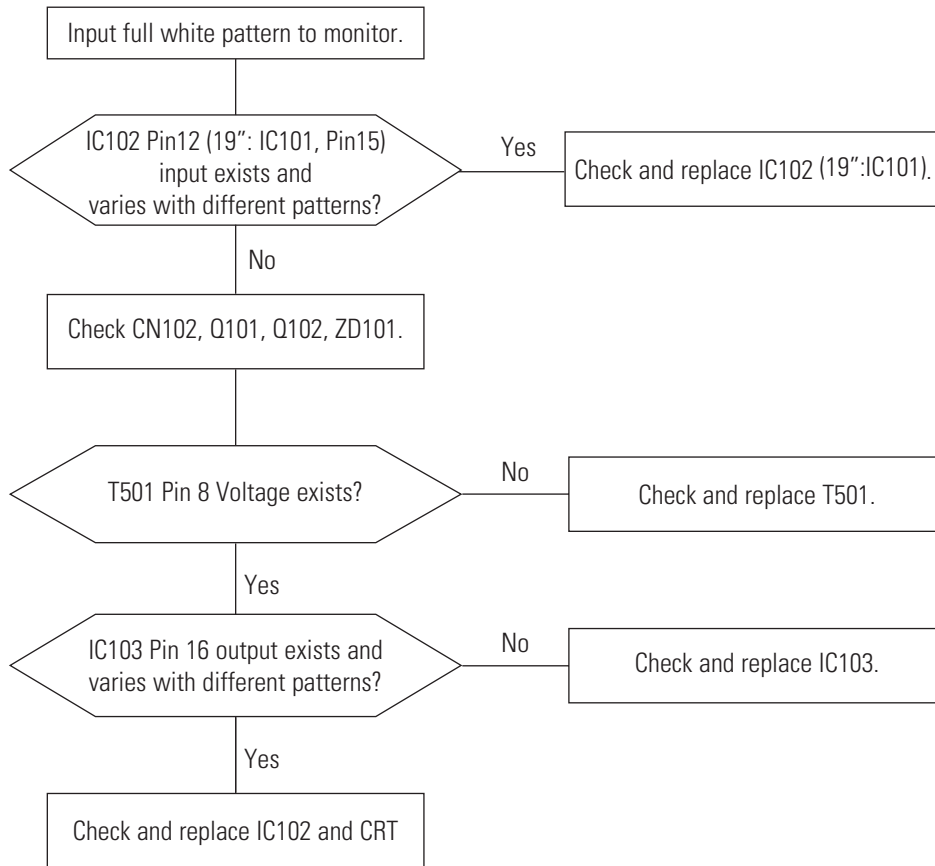 Input full white pattern to monitor.
IC102 Pin12 (19″: IC101, Pin15)
input exists and
varies with different patterns?
Yes
Check and replace IC102 (19″:IC101).
No
Check CN102, Q101, Q102, ZD101.
T501 Pin 8 Voltage exists?
No
Check and replace T501.
Yes
IC103 Pin 16 output exists and
varies with different patterns?
No
Check and replace IC103.
Yes
Check and replace IC102 and CRT